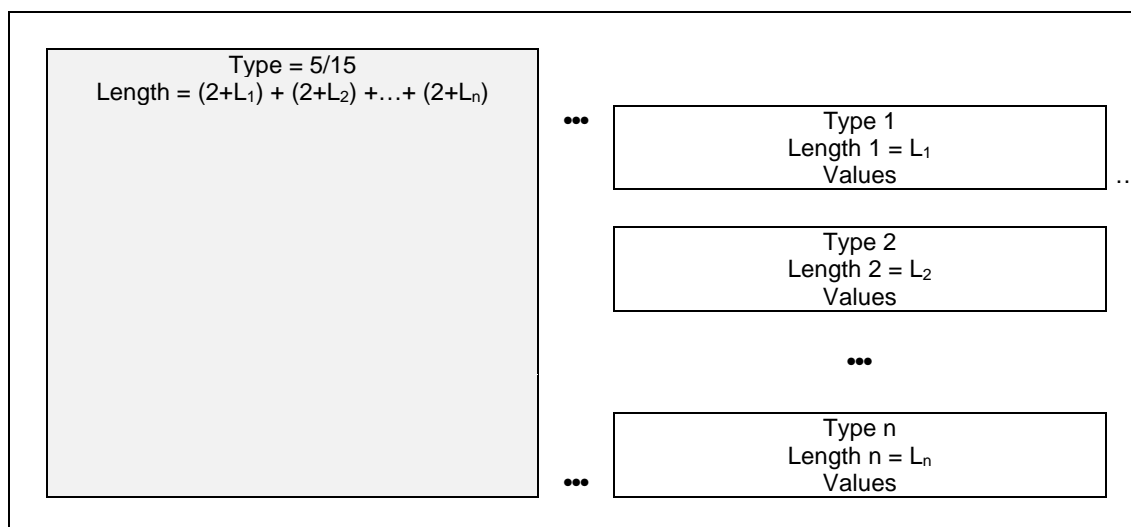 Type = 5/15
Length = (2+L₁) + (2+L₂) +…+ (2+Lₙ)
•••
Type 1
Length 1 = L₁
Values
…
Type 2
Length 2 = L₂
Values
•••
Type n
Length n = Lₙ
Values
•••